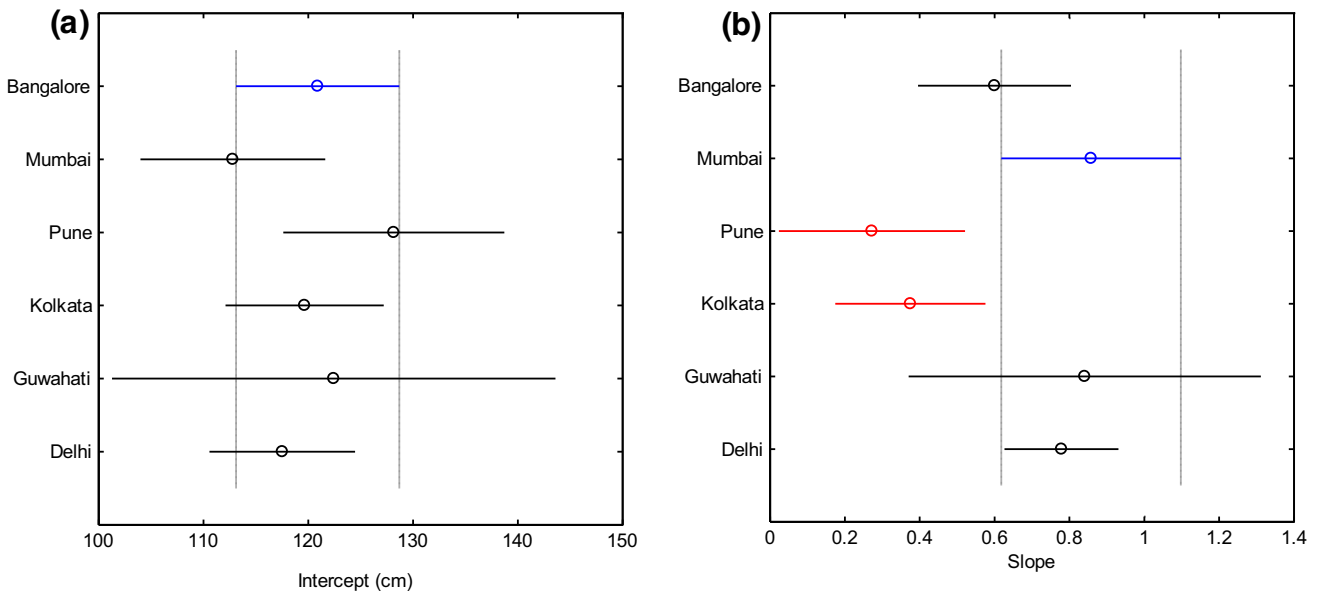 (a)
Bangalore
Mumbai
Pune
Kolkata
Guwahati
Delhi
100 110 120 130 140 150
Intercept (cm)
(b)
Bangalore
Mumbai
Pune
Kolkata
Guwahati
Delhi
0 0.2 0.4 0.6 0.8 1 1.2 1.4
Slope